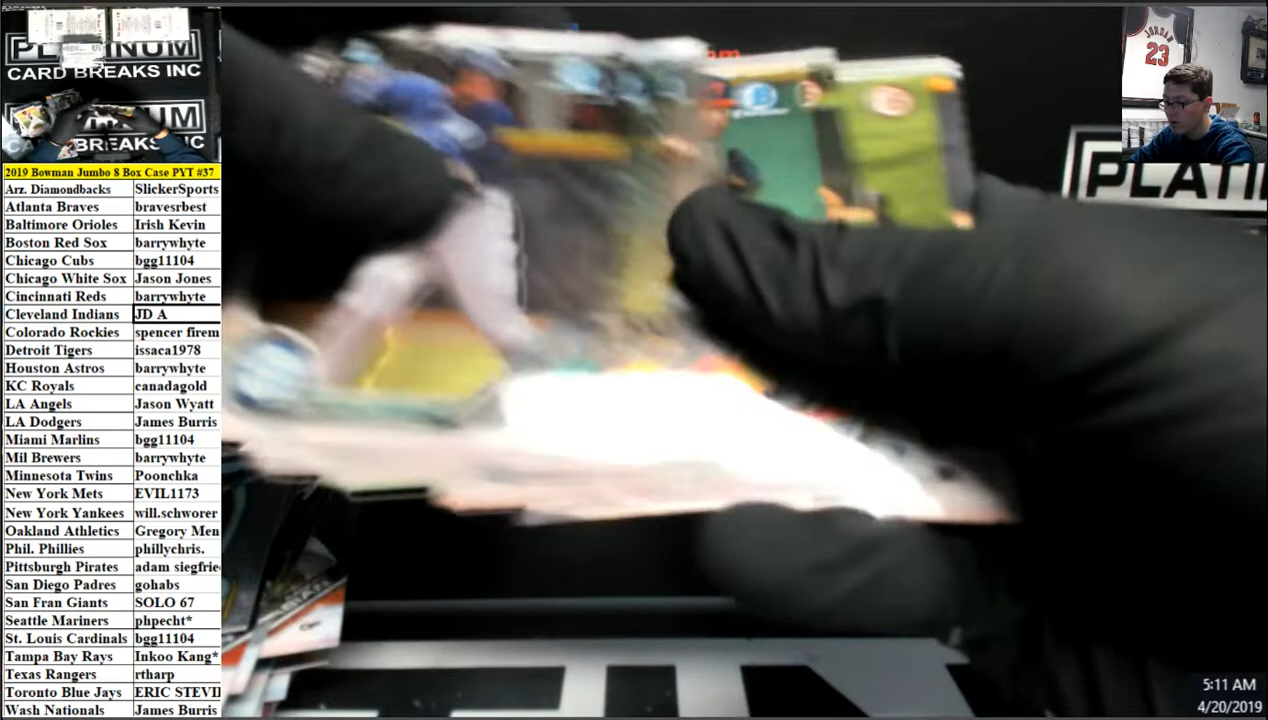 PLATINUM
CARD BREAKS INC
JORDAN
23
PLATI
2019 Bowman Jumbo 8 Box Case PYT #37
Arz. Diamondbacks SlickerSports
Atlanta Braves bravesrbest
Baltimore Orioles Irish Kevin
Boston Red Sox barrywhyte
Chicago Cubs bgg11104
Chicago White Sox Jason Jones
Cincinnati Reds barrywhyte
Cleveland Indians JD A
Colorado Rockies spencer firem
Detroit Tigers issaca1978
Houston Astros barrywhyte
KC Royals canadagold
LA Angels Jason Wyatt
LA Dodgers James Burris
Miami Marlins bgg11104
Mil Brewers barrywhyte
Minnesota Twins Poonchka
New York Mets EVIL1173
New York Yankees will.schworer
Oakland Athletics Gregory Men
Phil. Phillies phillychris.
Pittsburgh Pirates adam siegfrie
San Diego Padres gohabs
San Fran Giants SOLO 67
Seattle Mariners phpecht*
St. Louis Cardinals bgg11104
Tampa Bay Rays Inkoo Kang*
Texas Rangers rtharp
Toronto Blue Jays ERIC STEVI
Wash Nationals James Burris
5:11 AM
4/20/2019